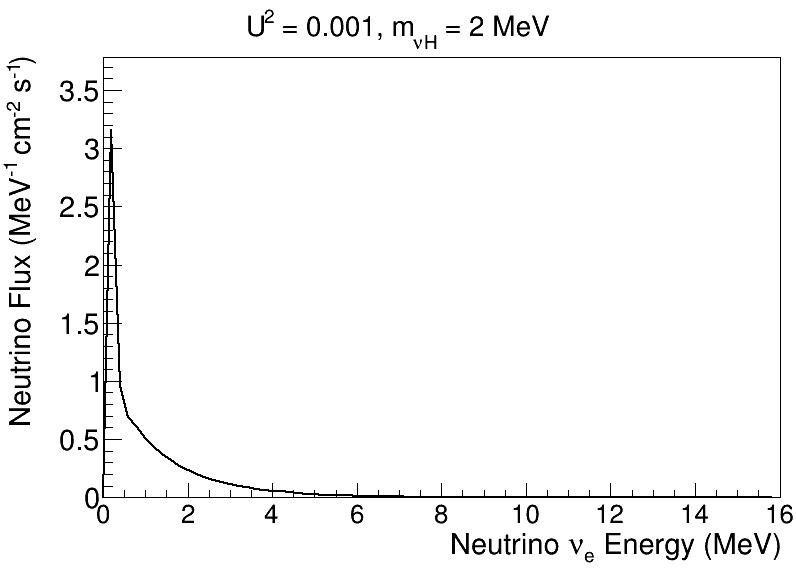 U² = 0.001, m_νH = 2 MeV
Neutrino Flux (MeV⁻¹ cm⁻² s⁻¹)
3.5
3
2.5
2
1.5
1
0.5
0
0 2 4 6 8 10 12 14 16
Neutrino ν_e Energy (MeV)